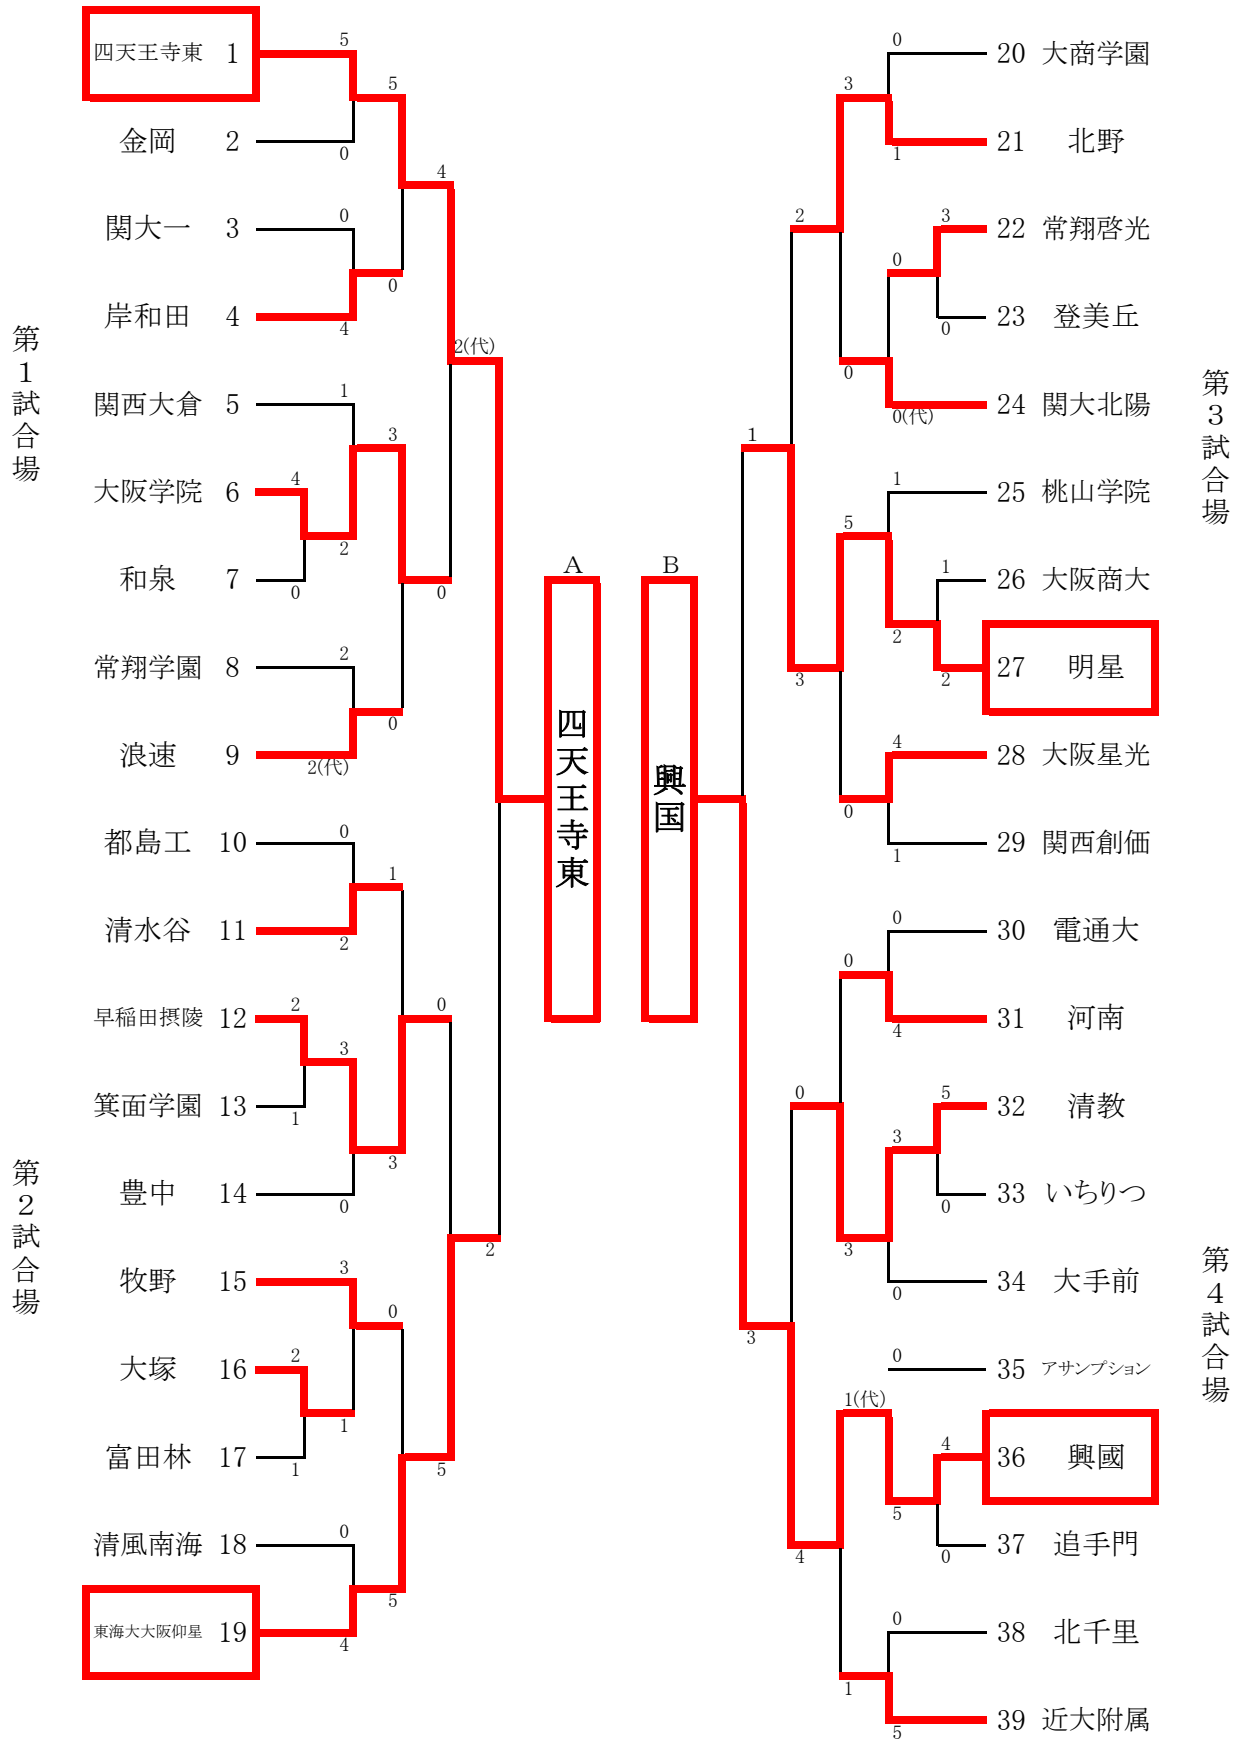 第1試合場
四天王寺東 1
5
金岡 2
0
5
関大一 3
0
岸和田 4
4
0
4
関西大倉 5
1
大阪学院 6
4
和泉 7
0
2
3
常翔学園 8
2
浪速 9
2(代)
0
0
2(代)
第2試合場
都島工 10
0
清水谷 11
2
1
早稲田摂陵 12
2
箕面学園 13
1
3
豊中 14
0
3
0
牧野 15
3
大塚 16
2
富田林 17
1
1
0
清風南海 18
0
東海大大阪仰星 19
4
5
5
2
A
四天王寺東
B
興国
第3試合場
0
20 大商学園
1
21 北野
3
3
22 常翔啓光
0
23 登美丘
0
0(代)
24 関大北陽
0
2
1
25 桃山学院
1
26 大阪商大
2
27 明星
2
5
4
28 大阪星光
1
29 関西創価
0
3
1
第4試合場
0
30 電通大
4
31 河南
0
5
32 清教
0
33 いちりつ
3
0
34 大手前
3
0
0
35 アサンプション
4
36 興國
0
37 追手門
5
1(代)
0
38 北千里
5
39 近大附属
1
4
3